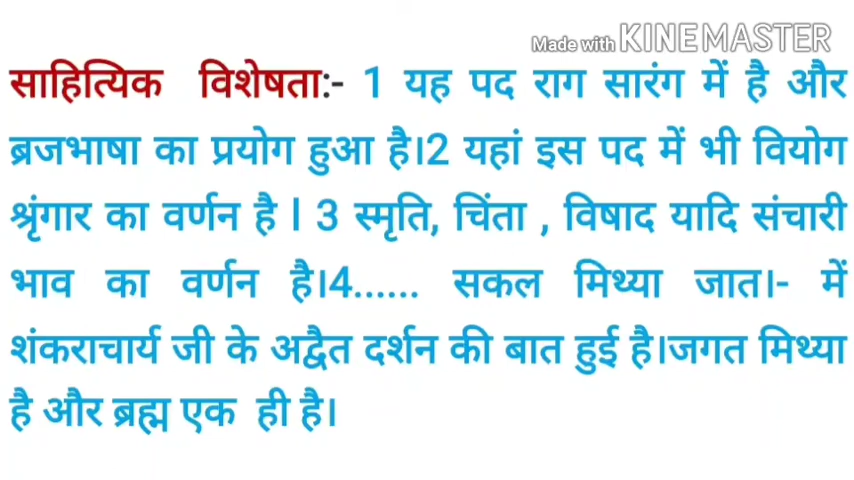 Made with KINEMASTER
साहित्यिक विशेषता:- 1 यह पद राग सारंग में है और
ब्रजभाषा का प्रयोग हुआ है।2 यहां इस पद में भी वियोग
श्रृंगार का वर्णन है l 3 स्मृति, चिंता , विषाद यादि संचारी
भाव का वर्णन है।4...... सकल मिथ्या जात।- में
शंकराचार्य जी के अद्वैत दर्शन की बात हुई है।जगत मिथ्या
है और ब्रह्म एक ही है।